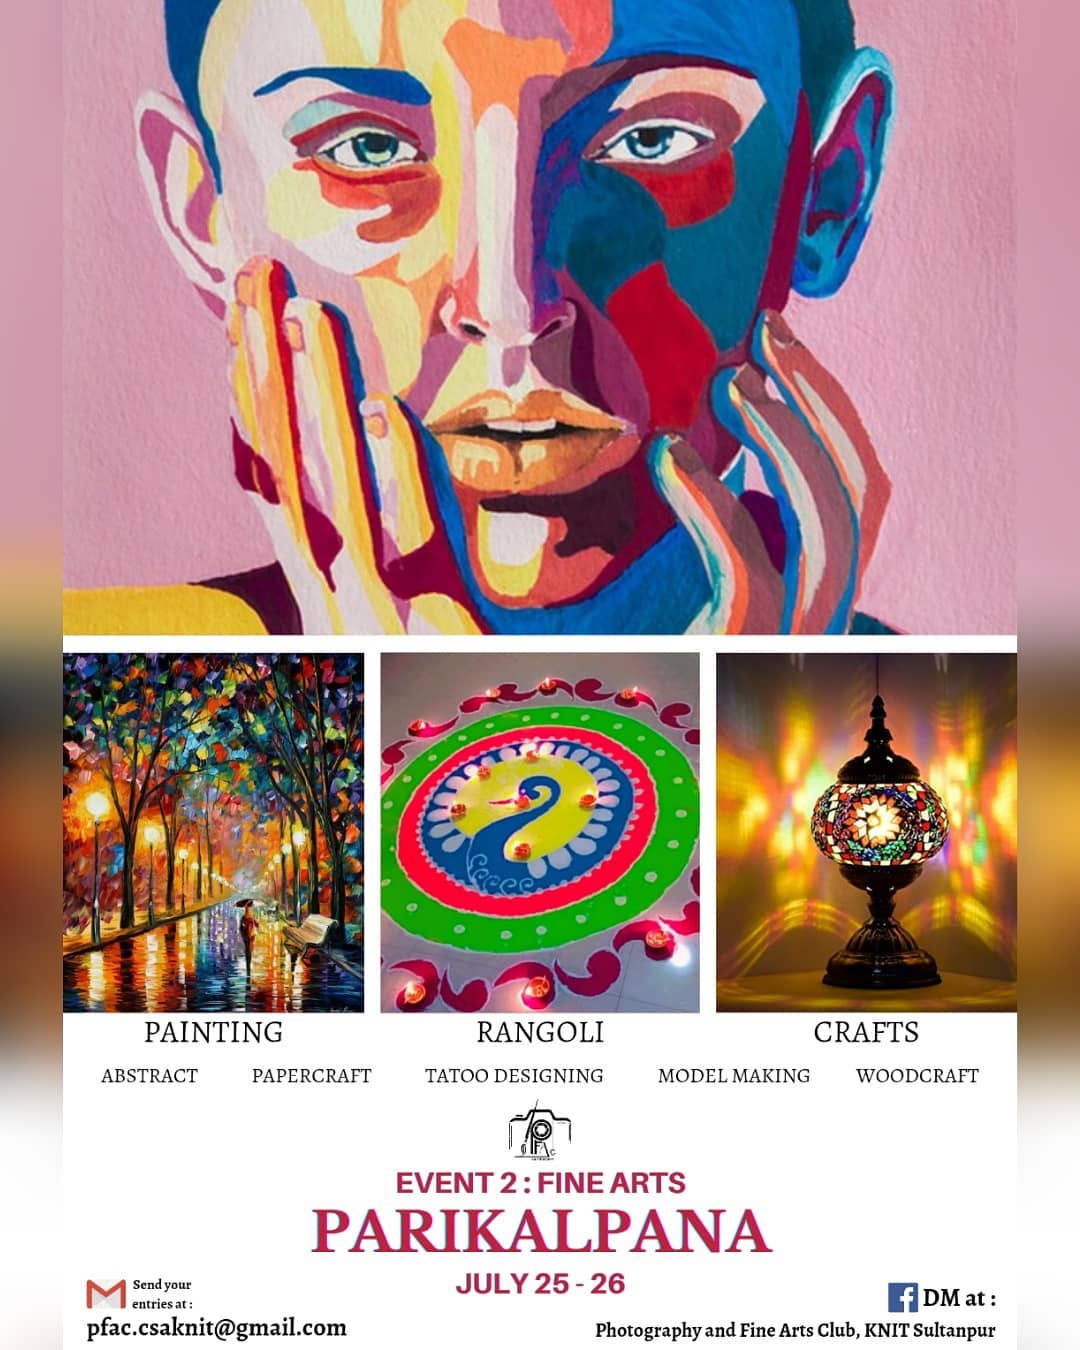 PAINTING RANGOLI CRAFTS
ABSTRACT PAPERCRAFT TATOO DESIGNING MODEL MAKING WOODCRAFT
EVENT 2 : FINE ARTS
PARIKALPANA
JULY 25 - 26
Send your
entries at :
pfac.csaknit@gmail.com
DM at :
Photography and Fine Arts Club, KNIT Sultanpur